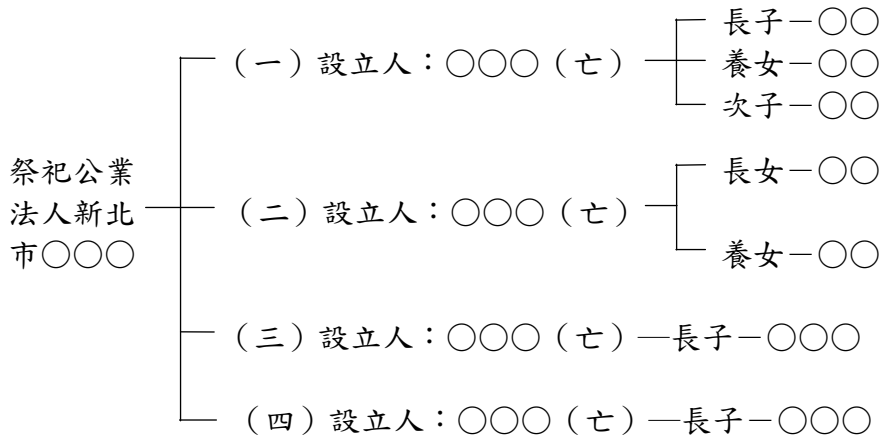 長子－○○
（一）設立人：○○○（亡）
養女－○○
次子－○○
祭祀公業
法人新北
市○○○
長女－○○
（二）設立人：○○○（亡）
養女－○○
（三）設立人：○○○（亡）—長子－○○○
（四）設立人：○○○（亡）—長子－○○○